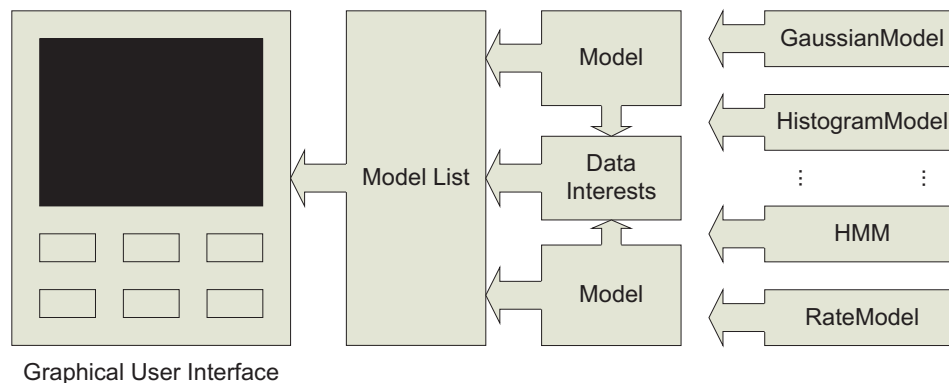 Model
GaussianModel
HistogramModel
Model List
Data
Interests
⋮ ⋮
HMM
Model
RateModel
Graphical User Interface